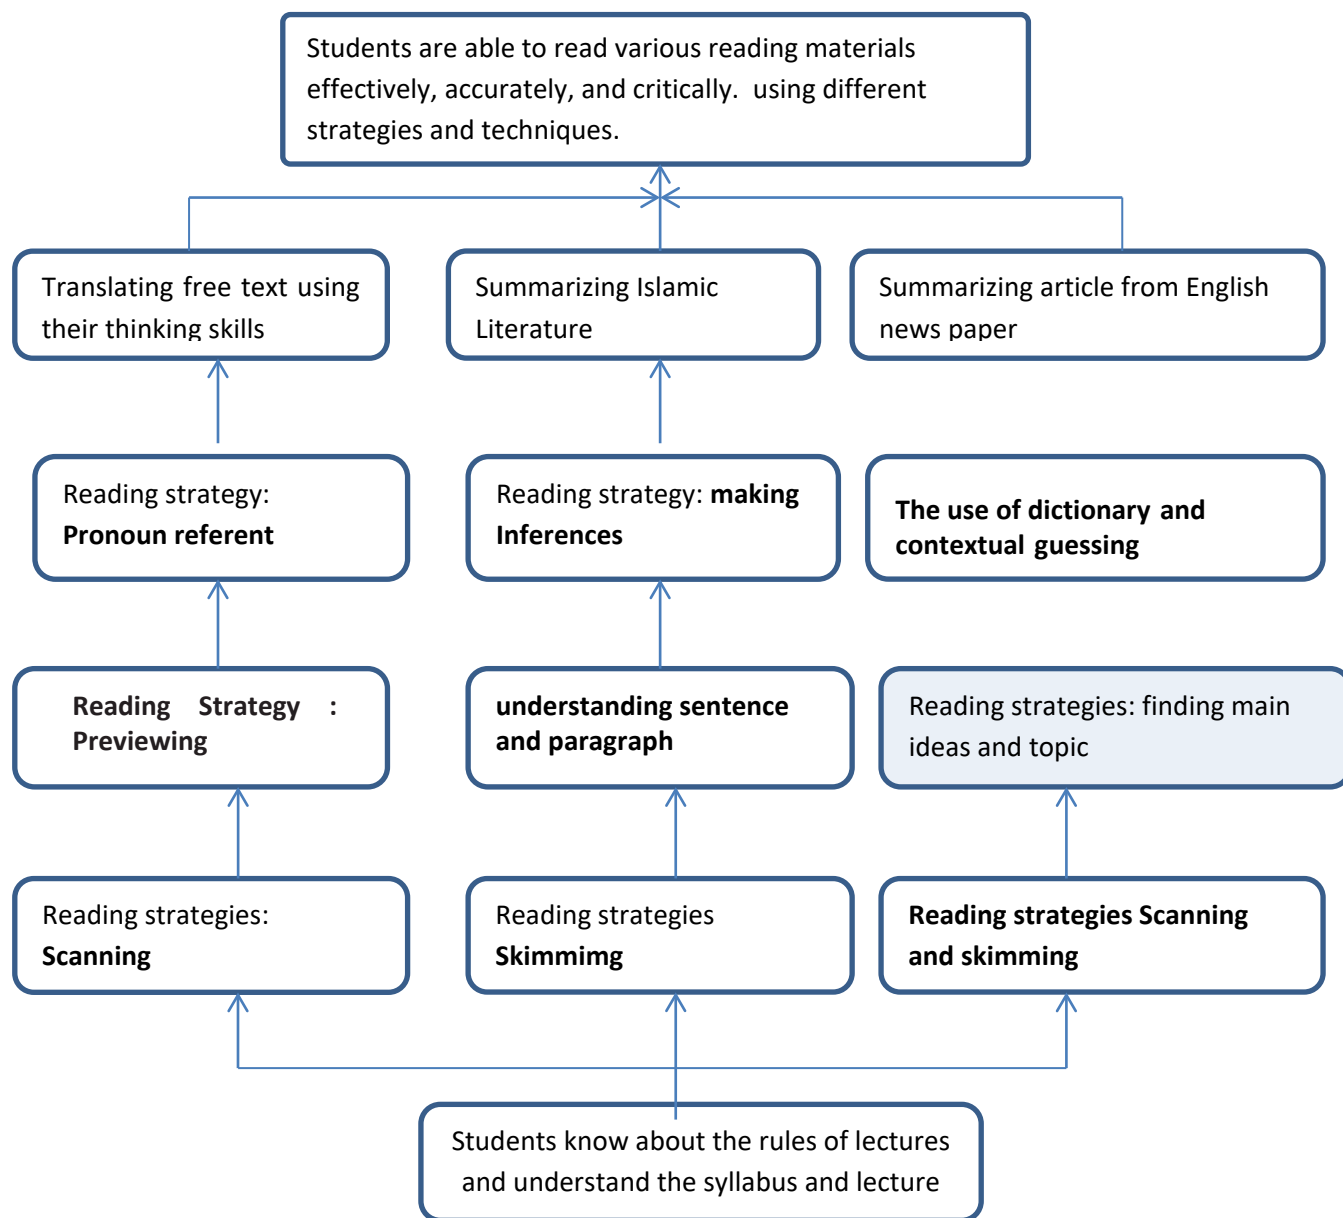 Students are able to read various reading materials
effectively, accurately, and critically.  using different
strategies and techniques.
Translating free text using
their thinking skills
Summarizing Islamic
Literature
Summarizing article from English
news paper
Reading strategy:
Pronoun referent
Reading strategy: making
Inferences
The use of dictionary and
contextual guessing
Reading Strategy :
Previewing
understanding sentence
and paragraph
Reading strategies: finding main
ideas and topic
Reading strategies:
Scanning
Reading strategies
Skimmimg
Reading strategies Scanning
and skimming
Students know about the rules of lectures
and understand the syllabus and lecture